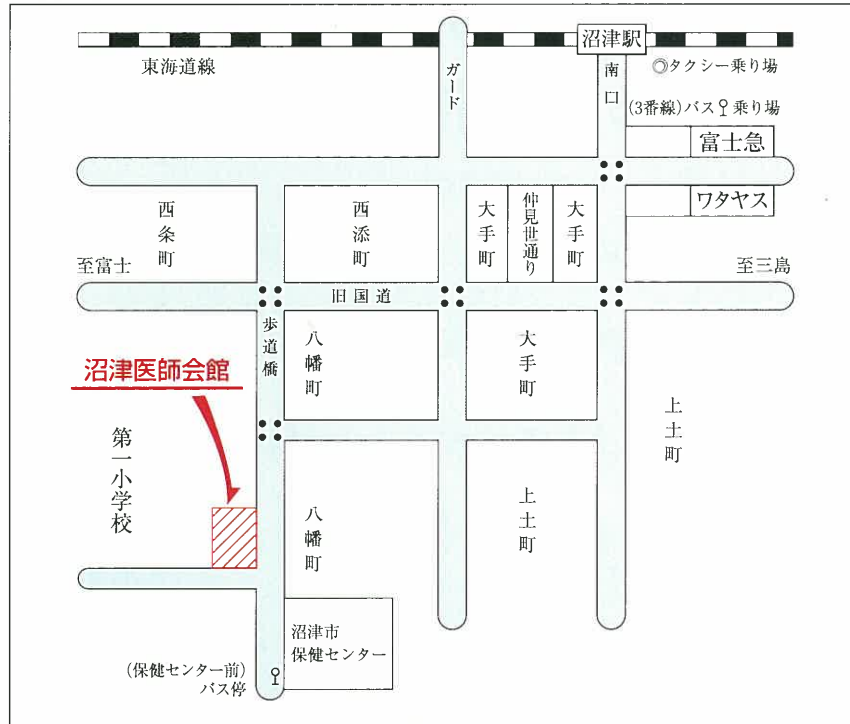 沼津駅
東海道線
ガード
南口
◎タクシー乗り場
(3番線)バス乗り場
富士急
ワタヤス
西条町
西添町
大手町
仲見世通り
大手町
至富士
至三島
旧国道
歩道橋
八幡町
大手町
沼津医師会館
上土町
第一小学校
八幡町
上土町
沼津市
保健センター
(保健センター前)
バス停